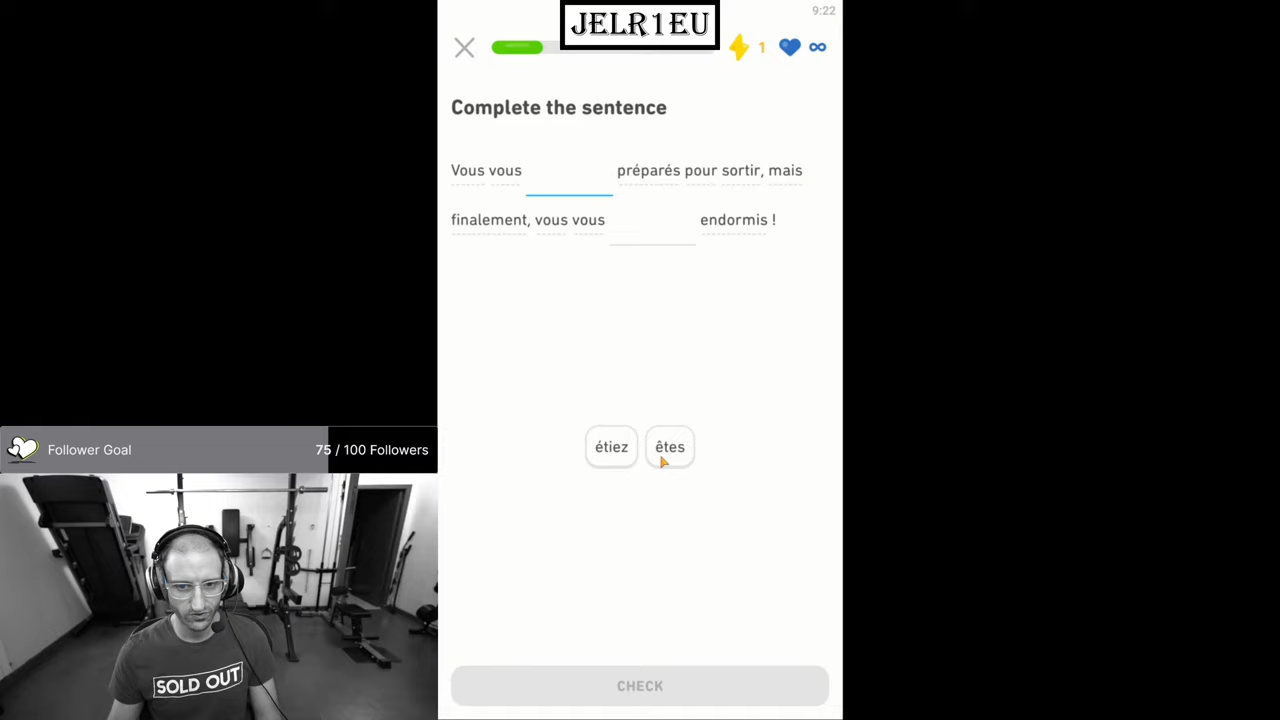 JELR1EU
9:22
1 ∞
Complete the sentence
Vous vous préparés pour sortir, mais
finalement, vous vous endormis !
étiez êtes
Follower Goal 75 / 100 Followers
SOLD OUT
CHECK